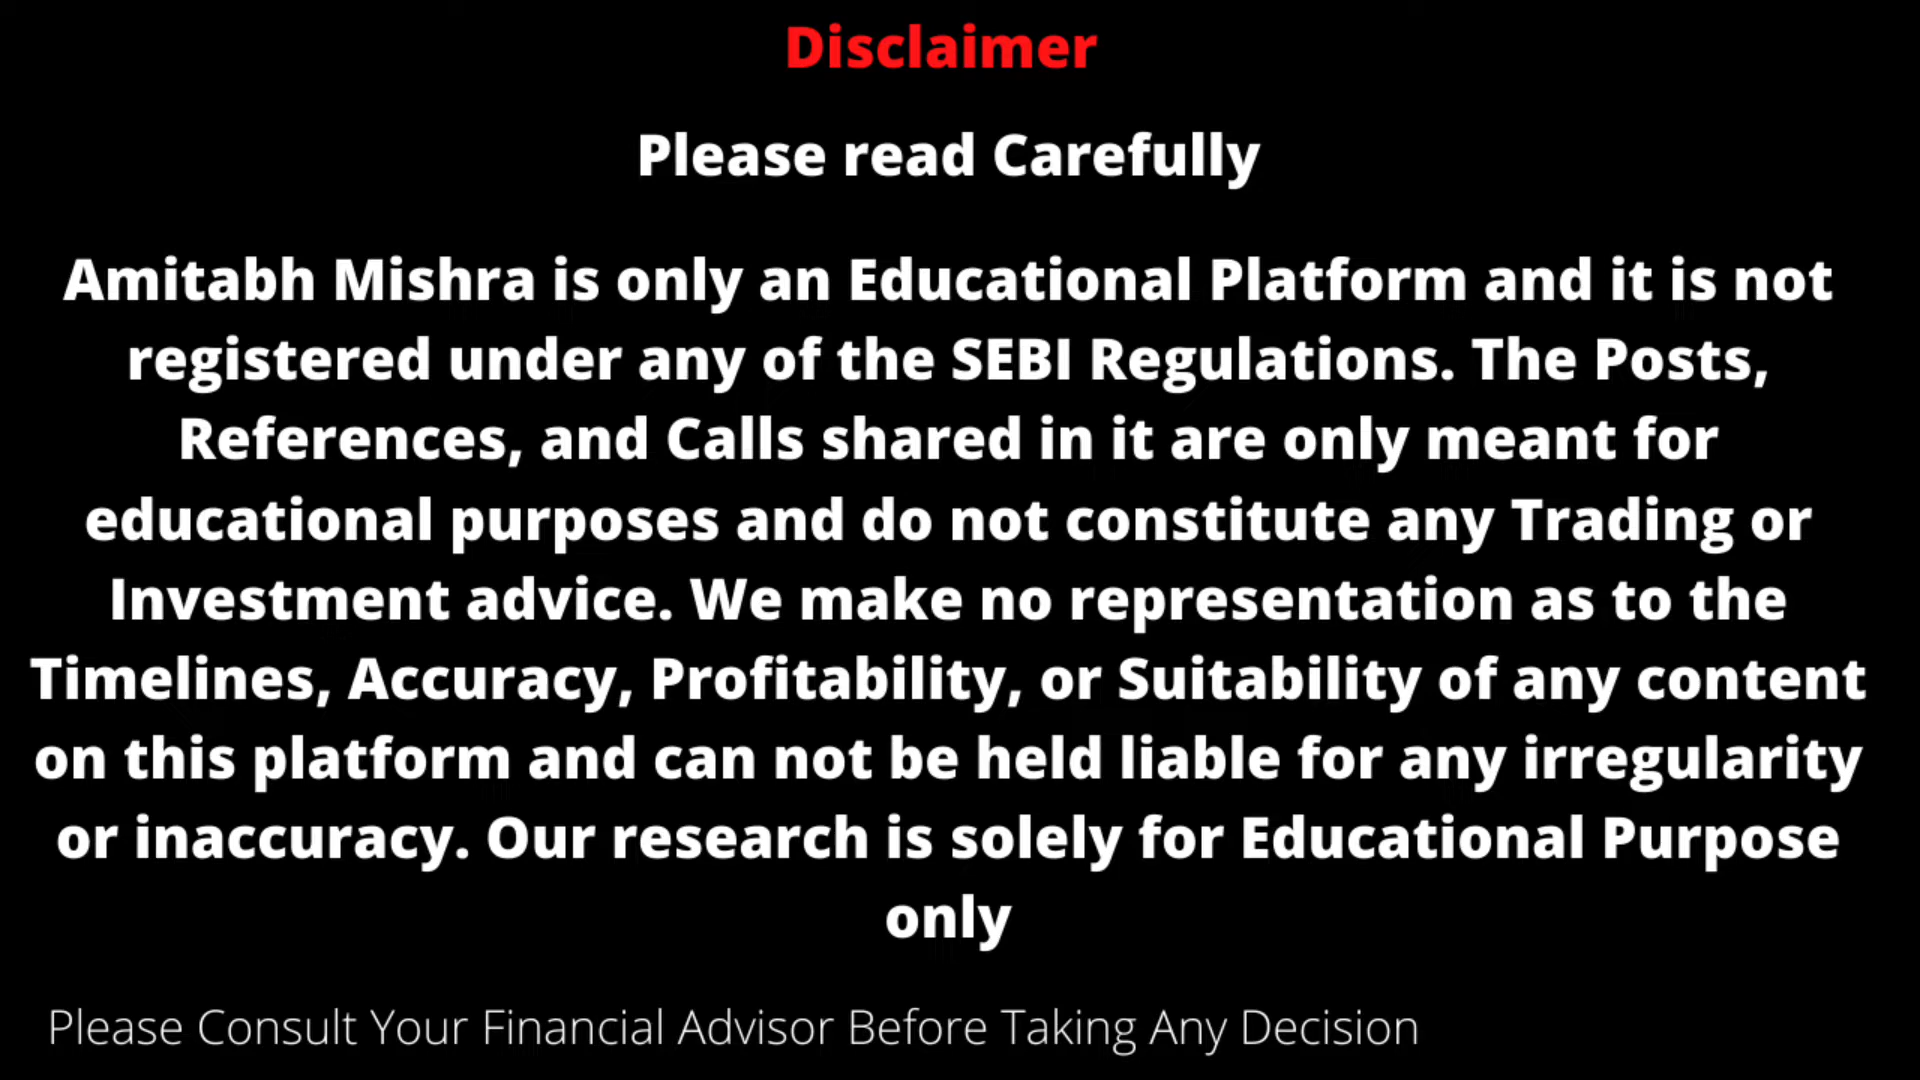 Disclaimer
Please read Carefully
Amitabh Mishra is only an Educational Platform and it is not
registered under any of the SEBI Regulations. The Posts,
References, and Calls shared in it are only meant for
educational purposes and do not constitute any Trading or
Investment advice. We make no representation as to the
Timelines, Accuracy, Profitability, or Suitability of any content
on this platform and can not be held liable for any irregularity
or inaccuracy. Our research is solely for Educational Purpose
only
Please Consult Your Financial Advisor Before Taking Any Decision